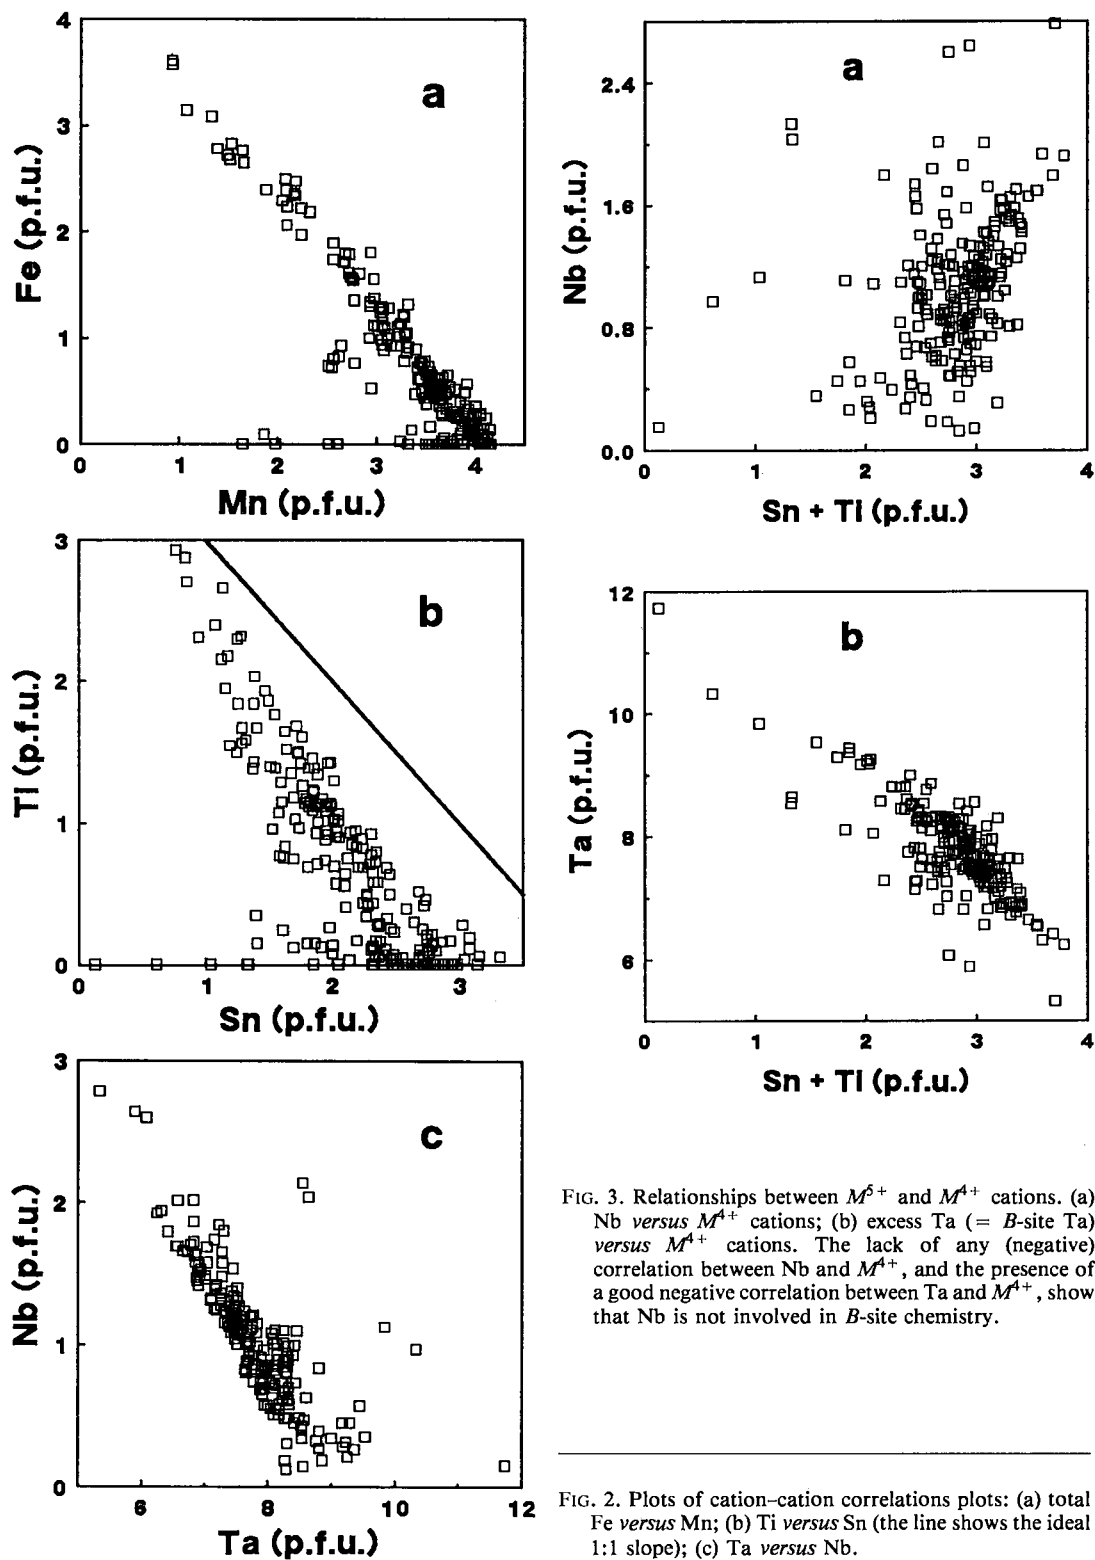 4
3
2
1
0
Fe (p.f.u.)
a
0 1 2 3 4
Mn (p.f.u.)
3
2
1
0
Ti (p.f.u.)
b
0 1 2 3
Sn (p.f.u.)
3
2
1
0
Nb (p.f.u.)
c
6 8 10 12
Ta (p.f.u.)
2.4
1.6
0.8
0.0
Nb (p.f.u.)
a
0 1 2 3 4
Sn + Ti (p.f.u.)
12
10
8
6
Ta (p.f.u.)
b
0 1 2 3 4
Sn + Ti (p.f.u.)
FIG. 3. Relationships between M5+ and M4+ cations. (a)
Nb versus M4+ cations; (b) excess Ta (= B-site Ta)
versus M4+ cations. The lack of any (negative)
correlation between Nb and M4+, and the presence of
a good negative correlation between Ta and M4+, show
that Nb is not involved in B-site chemistry.
FIG. 2. Plots of cation–cation correlations plots: (a) total
Fe versus Mn; (b) Ti versus Sn (the line shows the ideal
1:1 slope); (c) Ta versus Nb.